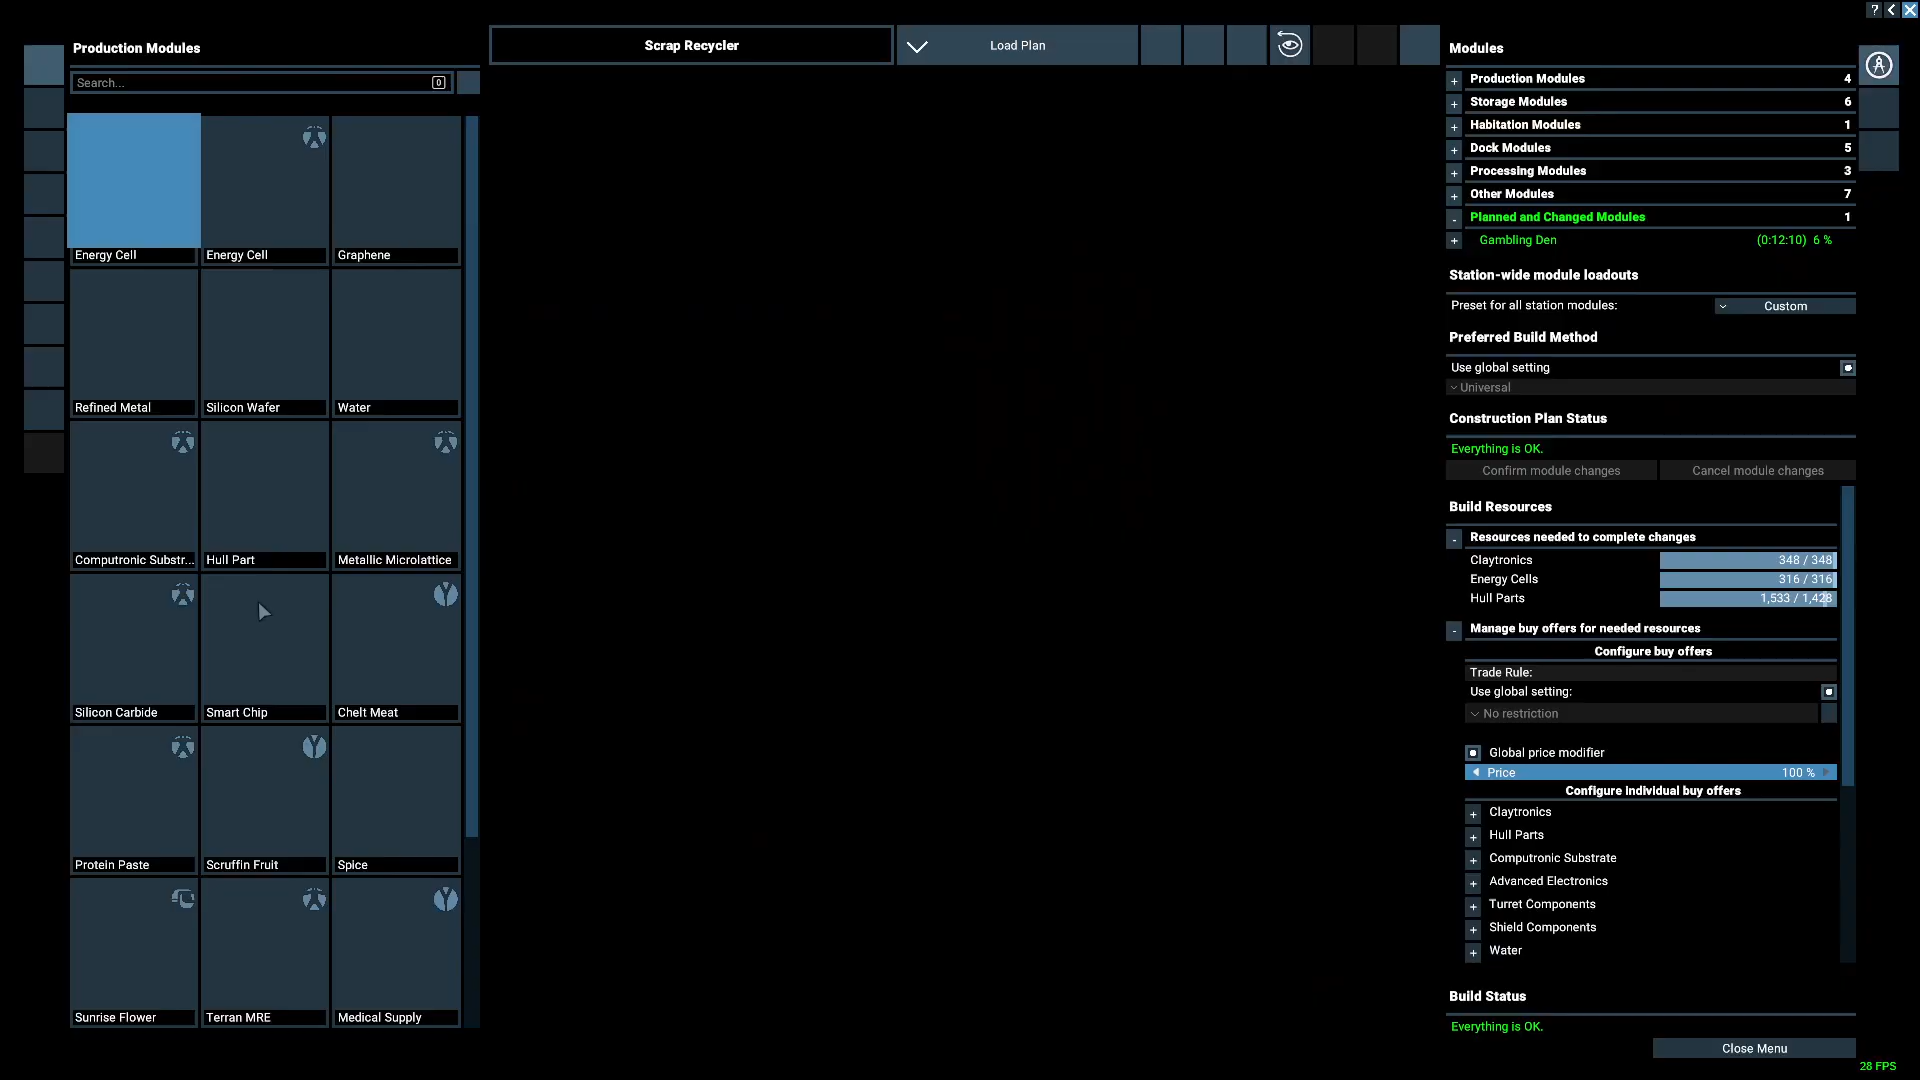 Production Modules
Search...
0
Energy Cell
Energy Cell
Graphene
Refined Metal
Silicon Wafer
Water
Computronic Substr...
Hull Part
Metallic Microlattice
Silicon Carbide
Smart Chip
Chelt Meat
Protein Paste
Scruffin Fruit
Spice
Sunrise Flower
Terran MRE
Medical Supply
Scrap Recycler
Load Plan
?
Modules
+ Production Modules 4
+ Storage Modules 6
+ Habitation Modules 1
+ Dock Modules 5
+ Processing Modules 3
+ Other Modules 7
- Planned and Changed Modules 1
+ Gambling Den (0:12:10) 6 %
Station-wide module loadouts
Preset for all station modules: Custom
Preferred Build Method
Use global setting
Universal
Construction Plan Status
Everything is OK.
Confirm module changes Cancel module changes
Build Resources
- Resources needed to complete changes
Claytronics 348 / 348
Energy Cells 316 / 316
Hull Parts 1,533 / 1,428
- Manage buy offers for needed resources
Configure buy offers
Trade Rule:
Use global setting:
No restriction
Global price modifier
Price 100 %
Configure individual buy offers
+ Claytronics
+ Hull Parts
+ Computronic Substrate
+ Advanced Electronics
+ Turret Components
+ Shield Components
+ Water
Build Status
Everything is OK.
Close Menu
28 FPS